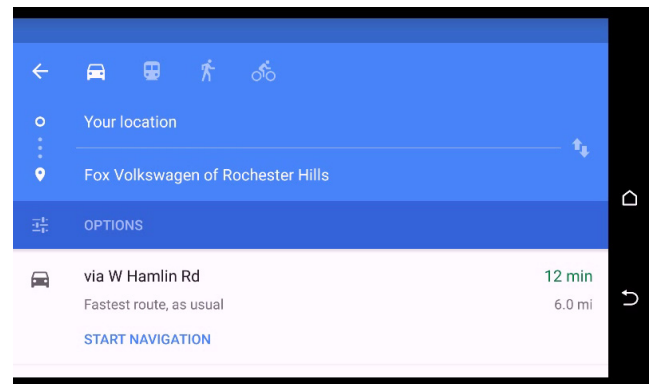 Your location
Fox Volkswagen of Rochester Hills
OPTIONS
via W Hamlin Rd
12 min
Fastest route, as usual
6.0 mi
START NAVIGATION